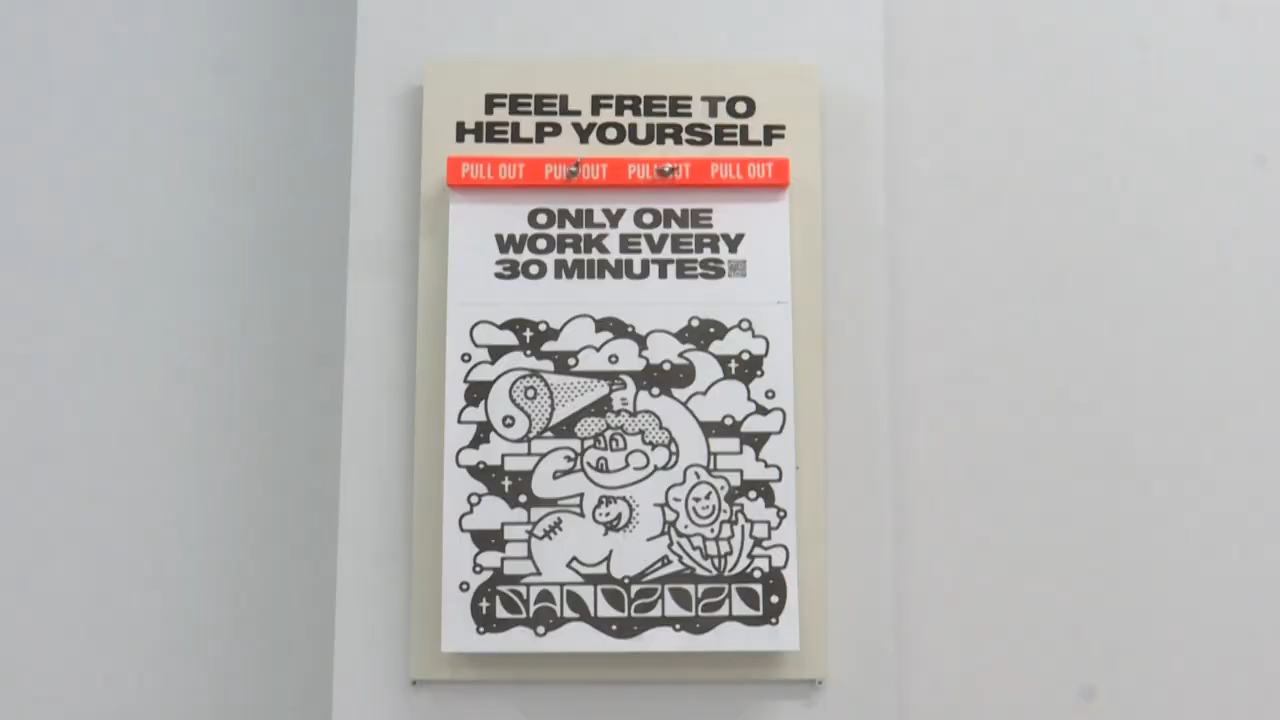 FEEL FREE TO
HELP YOURSELF
PULL OUT PULL OUT PULL OUT PULL OUT
ONLY ONE
WORK EVERY
30 MINUTES